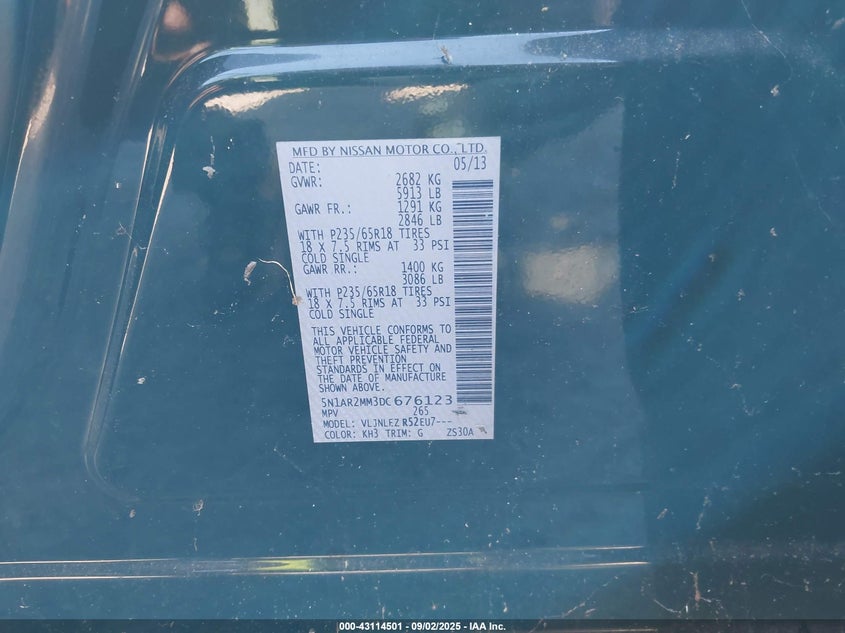 MFD BY NISSAN MOTOR CO., LTD.
DATE: 05/13
GVWR: 2682 KG
5913 LB
GAWR FR.: 1291 KG
2846 LB
WITH P235/65R18 TIRES
18 X 7.5 RIMS AT 33 PSI
COLD SINGLE
GAWR RR.: 1400 KG
3086 LB
WITH P235/65R18 TIRES
18 X 7.5 RIMS AT 33 PSI
COLD SINGLE
THIS VEHICLE CONFORMS TO
ALL APPLICABLE FEDERAL
MOTOR VEHICLE SAFETY AND
THEFT PREVENTION
STANDARDS IN EFFECT ON
THE DATE OF MANUFACTURE
SHOWN ABOVE.
5N1AR2MM3DC676123
MPV 265
MODEL: VLJNLFZ R52EU7---
COLOR: KH3 TRIM: G ZS30A
000-43114501 - 09/02/2025 - IAA Inc.